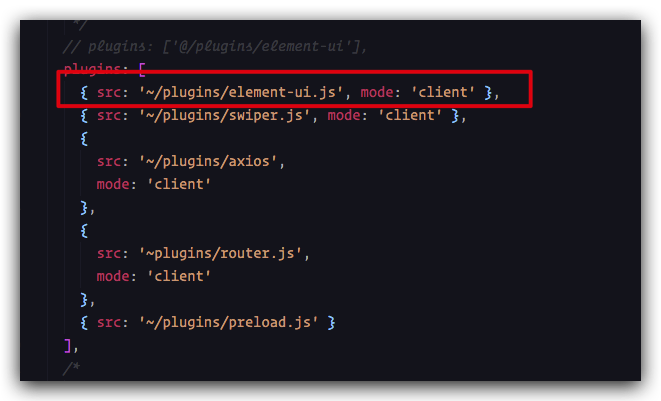 */
// plugins: ['@/plugins/element-ui'],
plugins: [
{ src: '~/plugins/element-ui.js', mode: 'client' },
{ src: '~/plugins/swiper.js', mode: 'client' },
{
src: '~/plugins/axios',
mode: 'client'
},
{
src: '~plugins/router.js',
mode: 'client'
},
{ src: '~/plugins/preload.js' }
],
/*